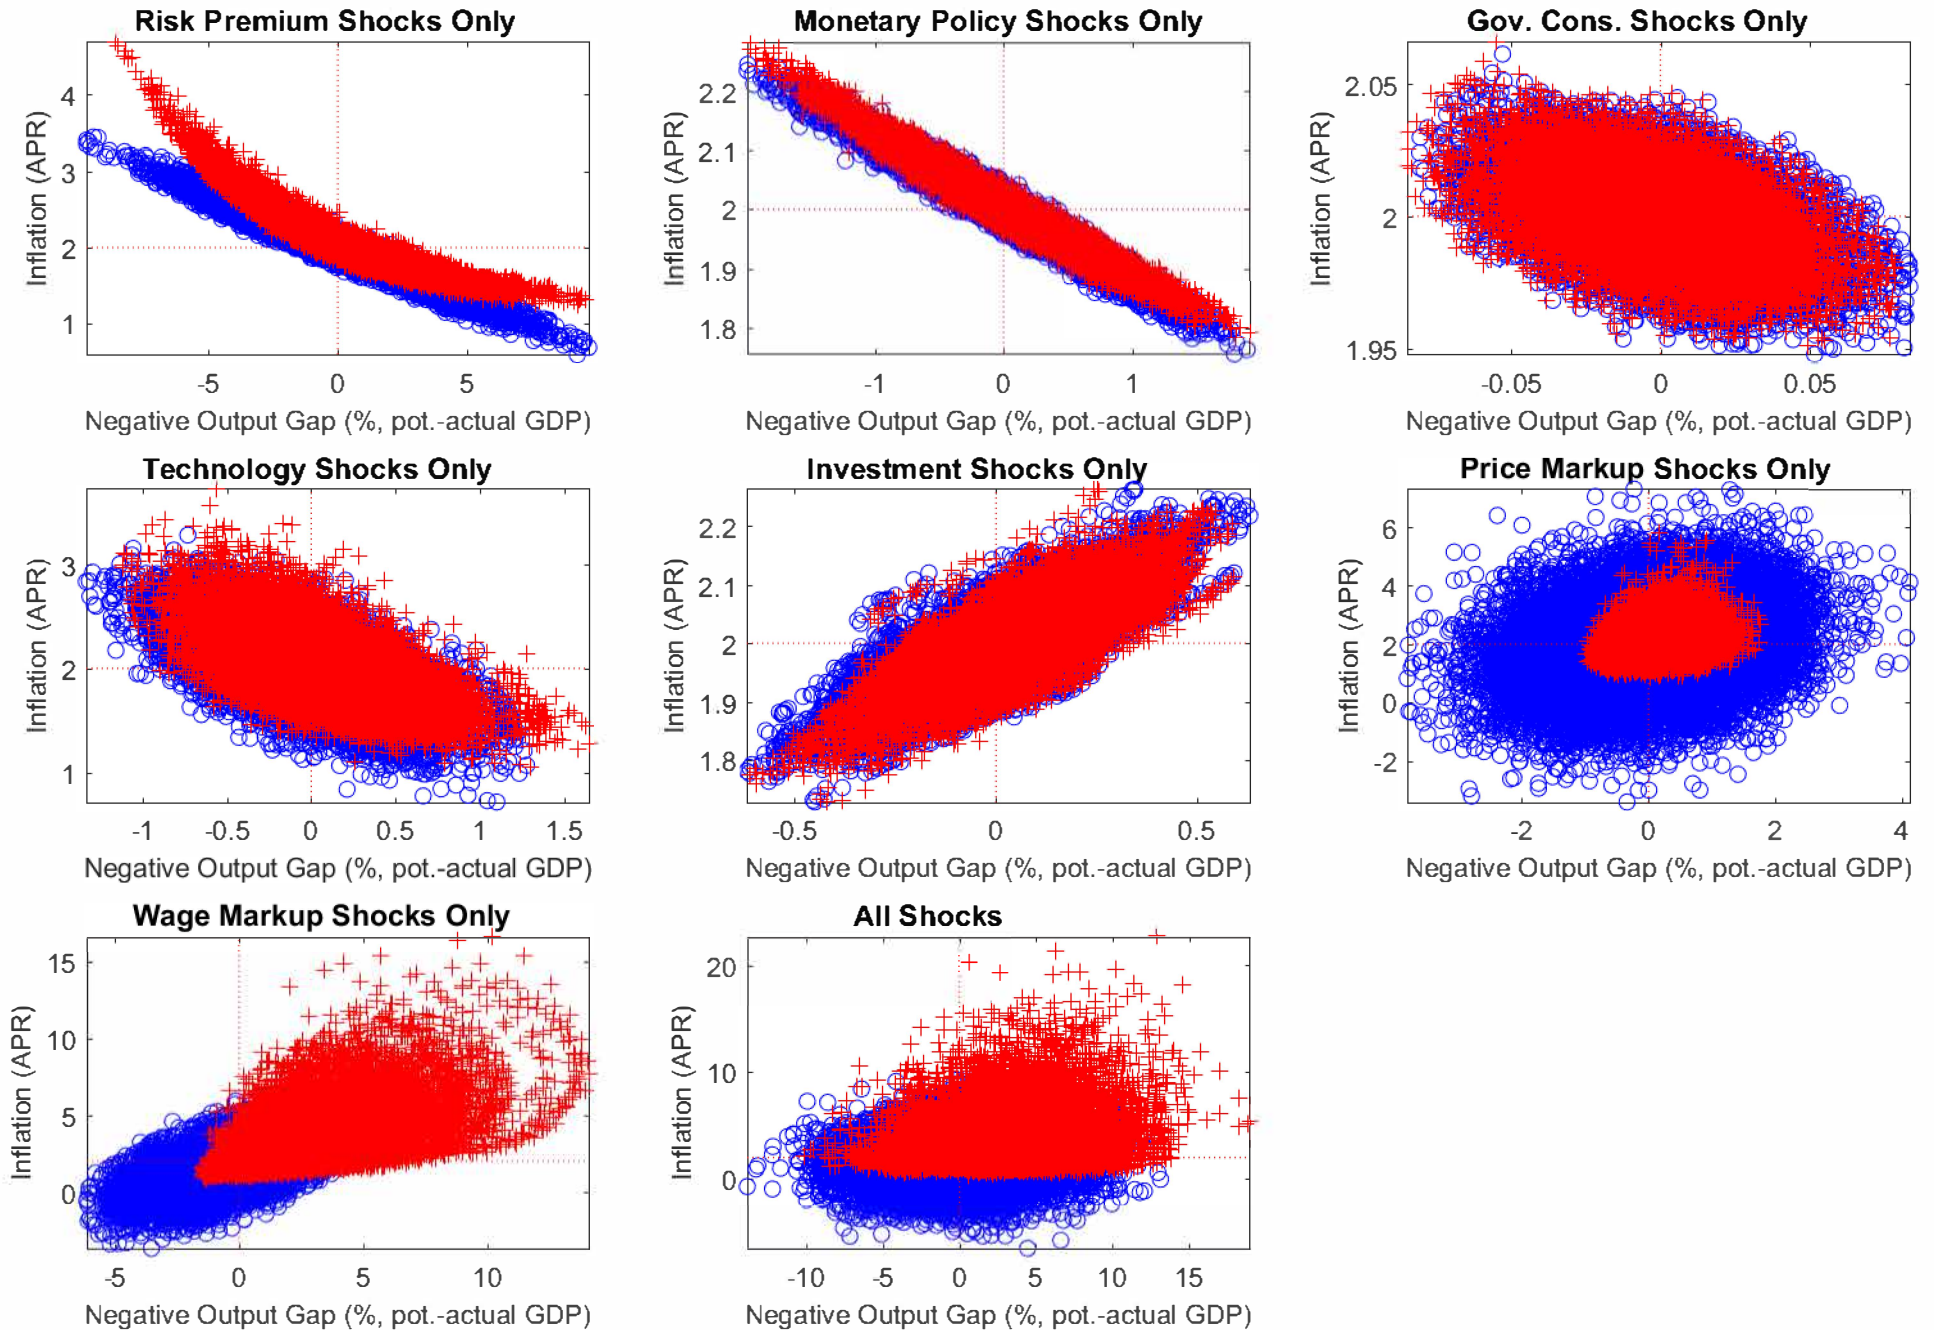 Risk Premium Shocks Only
Inflation (APR)
4
3
2
1
-5 0 5
Negative Output Gap (%, pot.-actual GDP)
Monetary Policy Shocks Only
Inflation (APR)
2.2
2.1
2
1.9
1.8
-1 0 1
Negative Output Gap (%, pot.-actual GDP)
Gov. Cons. Shocks Only
Inflation (APR)
2.05
2
1.95
-0.05 0 0.05
Negative Output Gap (%, pot.-actual GDP)
Technology Shocks Only
Inflation (APR)
3
2
1
-1 -0.5 0 0.5 1 1.5
Negative Output Gap (%, pot.-actual GDP)
Investment Shocks Only
Inflation (APR)
2.2
2.1
2
1.9
1.8
-0.5 0 0.5
Negative Output Gap (%, pot.-actual GDP)
Price Markup Shocks Only
Inflation (APR)
6
4
2
0
-2
-2 0 2 4
Negative Output Gap (%, pot.-actual GDP)
Wage Markup Shocks Only
Inflation (APR)
15
10
5
0
-5 0 5 10
Negative Output Gap (%, pot.-actual GDP)
All Shocks
Inflation (APR)
20
10
0
-10 -5 0 5 10 15
Negative Output Gap (%, pot.-actual GDP)